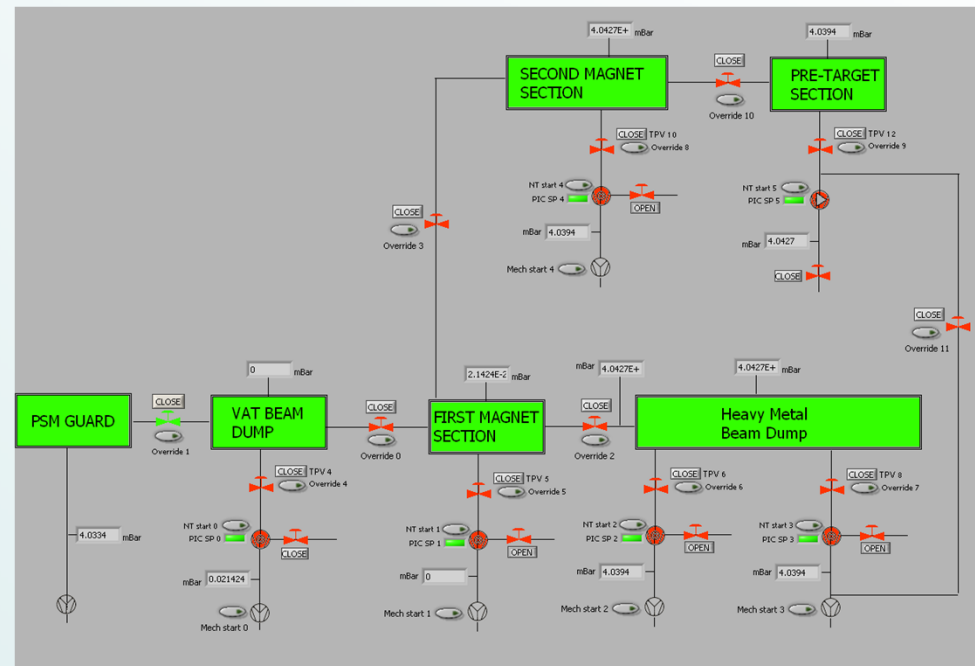 4.0427E+ mBar
4.0394 mBar
SECOND MAGNET
SECTION
CLOSE
Override 10
PRE-TARGET
SECTION
CLOSE TPV 10
Override 8
CLOSE TPV 12
Override 9
NT start 4
PIC SP 4
OPEN
NT start 5
PIC SP 5
CLOSE
Override 3
mBar 4.0394
mBar 4.0427
Mech start 4
CLOSE
CLOSE
Override 11
0 mBar
2.1424E-2 mBar
mBar 4.0427E+
4.0427E+ mBar
PSM GUARD
CLOSE
Override 1
VAT BEAM
DUMP
CLOSE
Override 0
FIRST MAGNET
SECTION
CLOSE
Override 2
Heavy Metal
Beam Dump
CLOSE TPV 4
Override 4
CLOSE TPV 5
Override 5
CLOSE TPV 6
Override 6
CLOSE TPV 8
Override 7
4.0334 mBar
NT start 0
PIC SP 0
CLOSE
NT start 1
PIC SP 1
OPEN
NT start 2
PIC SP 2
OPEN
NT start 3
PIC SP 3
OPEN
mBar 0.021424
mBar 0
mBar 4.0394
mBar 4.0394
Mech start 0
Mech start 1
Mech start 2
Mech start 3